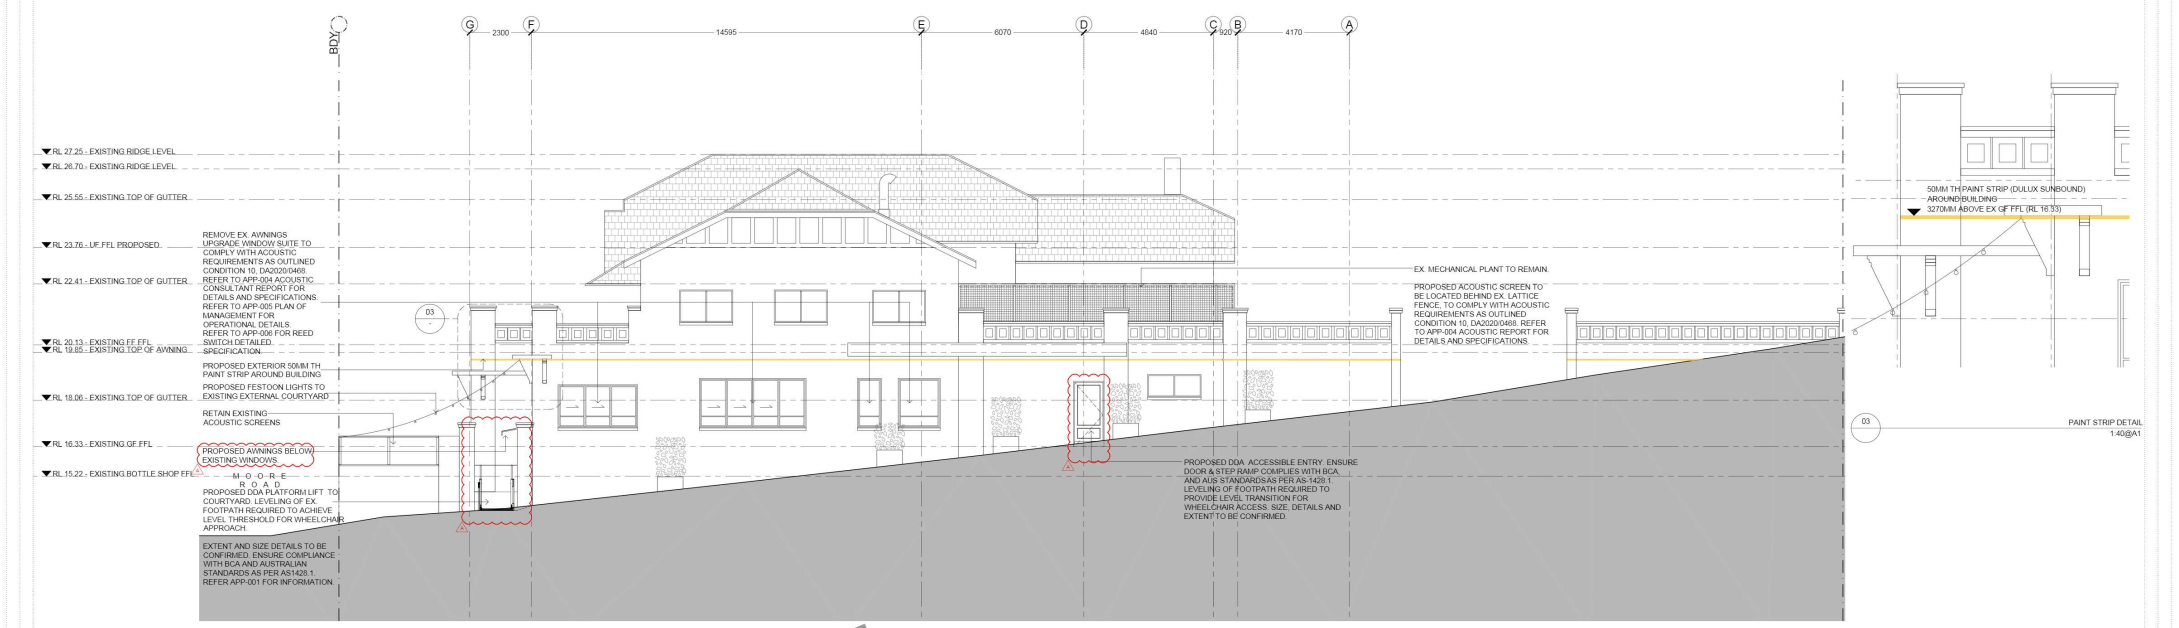 BDY
G
F
E
D
C
B
A
2300
14595
6070
4840
920
4170
RL 27.25 - EXISTING RIDGE LEVEL
RL 26.70 - EXISTING RIDGE LEVEL
RL 25.55 - EXISTING TOP OF GUTTER
RL 23.76 - UF FFL PROPOSED
RL 22.41 - EXISTING TOP OF GUTTER
RL 20.13 - EXISTING FF FFL
RL 19.85 - EXISTING TOP OF AWNING
RL 18.06 - EXISTING TOP OF GUTTER
RL 16.33 - EXISTING GF FFL
RL 15.22 - EXISTING BOTTLE SHOP FFL
REMOVE EX. AWNINGS
UPGRADE WINDOW SUITE TO
COMPLY WITH ACOUSTIC
REQUIREMENTS AS OUTLINED
CONDITION 10, DA2020/0468.
REFER TO APP-004 ACOUSTIC
CONSULTANT REPORT FOR
DETAILS AND SPECIFICATIONS.
REFER TO APP-005 PLAN OF
MANAGEMENT FOR
OPERATIONAL DETAILS.
REFER TO APP-006 FOR REED
SWITCH DETAILED
SPECIFICATION.
PROPOSED EXTERIOR 50MM TH
PAINT STRIP AROUND BUILDING
PROPOSED FESTOON LIGHTS TO
EXISTING EXTERNAL COURTYARD
RETAIN EXISTING
ACOUSTIC SCREENS
PROPOSED AWNINGS BELOW
EXISTING WINDOWS.
MOORE
ROAD
PROPOSED DDA PLATFORM LIFT TO
COURTYARD. LEVELING OF EX.
FOOTPATH REQUIRED TO ACHIEVE
LEVEL THRESHOLD FOR WHEELCHAIR
APPROACH.
EXTENT AND SIZE DETAILS TO BE
CONFIRMED. ENSURE COMPLIANCE
WITH BCA AND AUSTRALIAN
STANDARDS AS PER AS1428.1.
REFER APP-001 FOR INFORMATION.
03
-
EX. MECHANICAL PLANT TO REMAIN.
PROPOSED ACOUSTIC SCREEN TO
BE LOCATED BEHIND EX. LATTICE
FENCE, TO COMPLY WITH ACOUSTIC
REQUIREMENTS AS OUTLINED
CONDITION 10, DA2020/0468. REFER
TO APP-004 ACOUSTIC REPORT FOR
DETAILS AND SPECIFICATIONS.
PROPOSED DDA ACCESSIBLE ENTRY. ENSURE
DOOR & STEP RAMP COMPLIES WITH BCA,
AND AUS STANDARDS AS PER AS-1428.1.
LEVELING OF FOOTPATH REQUIRED TO
PROVIDE LEVEL TRANSITION FOR
WHEELCHAIR ACCESS. SIZE, DETAILS AND
EXTENT TO BE CONFIRMED.
50MM TH PAINT STRIP (DULUX SUNBOUND)
AROUND BUILDING
3270MM ABOVE EX GF FFL (RL 16.33)
03
-
PAINT STRIP DETAIL
1:40@A1